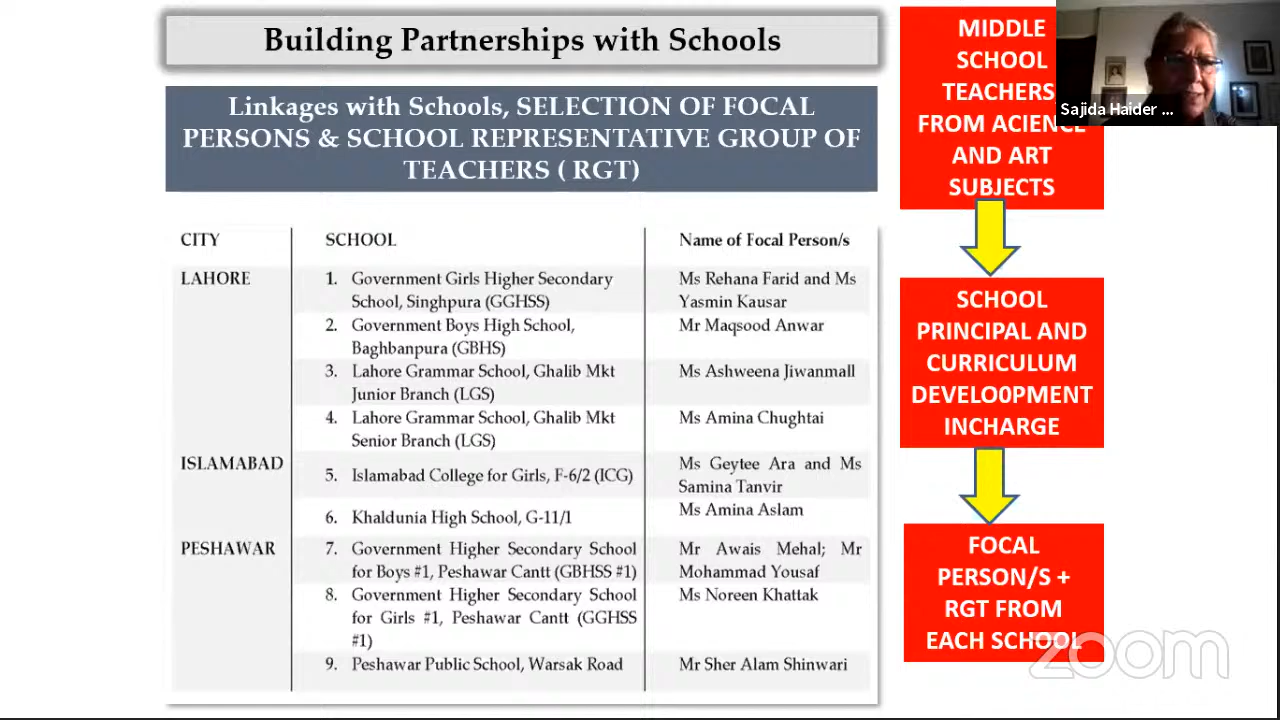 Building Partnerships with Schools
Linkages with Schools, SELECTION OF FOCAL
PERSONS & SCHOOL REPRESENTATIVE GROUP OF
TEACHERS ( RGT)
CITY SCHOOL Name of Focal Person/s
LAHORE 1. Government Girls Higher Secondary Ms Rehana Farid and Ms
School, Singhpura (GGHSS) Yasmin Kausar
2. Government Boys High School, Mr Maqsood Anwar
Baghbanpura (GBHS)
3. Lahore Grammar School, Ghalib Mkt Ms Ashweena Jiwanmall
Junior Branch (LGS)
4. Lahore Grammar School, Ghalib Mkt Ms Amina Chughtai
Senior Branch (LGS)
ISLAMABAD Ms Geytee Ara and Ms
5. Islamabad College for Girls, F-6/2 (ICG) Samina Tanvir
6. Khaldunia High School, G-11/1 Ms Amina Aslam
PESHAWAR 7. Government Higher Secondary School Mr Awais Mehal; Mr
for Boys #1, Peshawar Cantt (GBHSS #1) Mohammad Yousaf
8. Government Higher Secondary School Ms Noreen Khattak
for Girls #1, Peshawar Cantt (GGHSS
#1)
9. Peshawar Public School, Warsak Road Mr Sher Alam Shinwari
MIDDLE
SCHOOL
TEACHERS
FROM ACIENCE
AND ART
SUBJECTS
SCHOOL
PRINCIPAL AND
CURRICULUM
DEVELO0PMENT
INCHARGE
FOCAL
PERSON/S +
RGT FROM
EACH SCHOOL
Sajida Haider ...
zoom